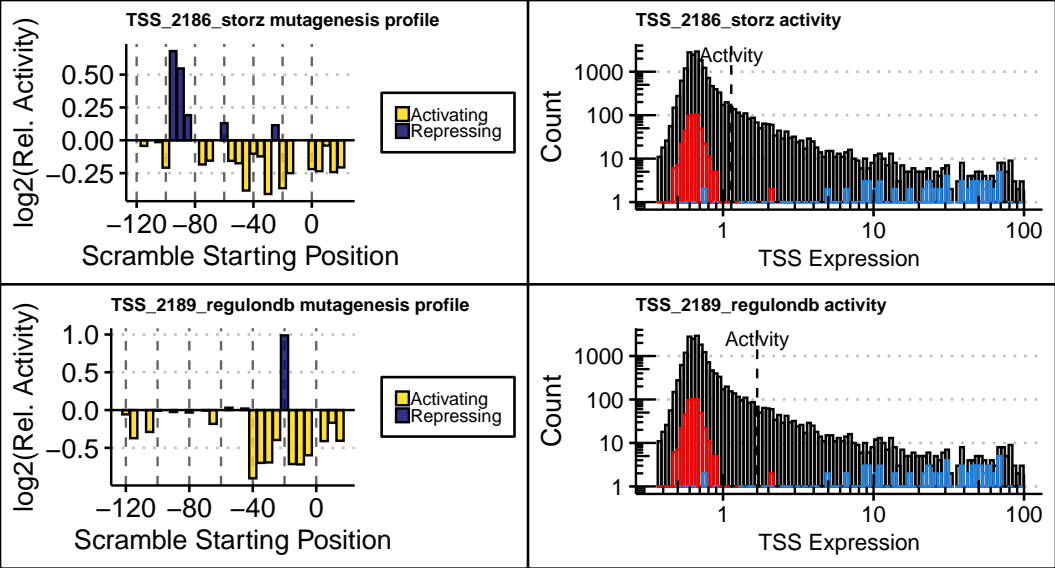 TSS_2186_storz mutagenesis profile
log2(Rel. Activity)
0.50
0.25
0.00
−0.25
−120 −80 −40 0
Scramble Starting Position
Activating
Repressing
TSS_2186_storz activity
Activity
Count
1000
100
10
1
1 10 100
TSS Expression
TSS_2189_regulondb mutagenesis profile
log2(Rel. Activity)
1.0
0.5
0.0
−0.5
−120 −80 −40 0
Scramble Starting Position
Activating
Repressing
TSS_2189_regulondb activity
Activity
Count
1000
100
10
1
1 10 100
TSS Expression